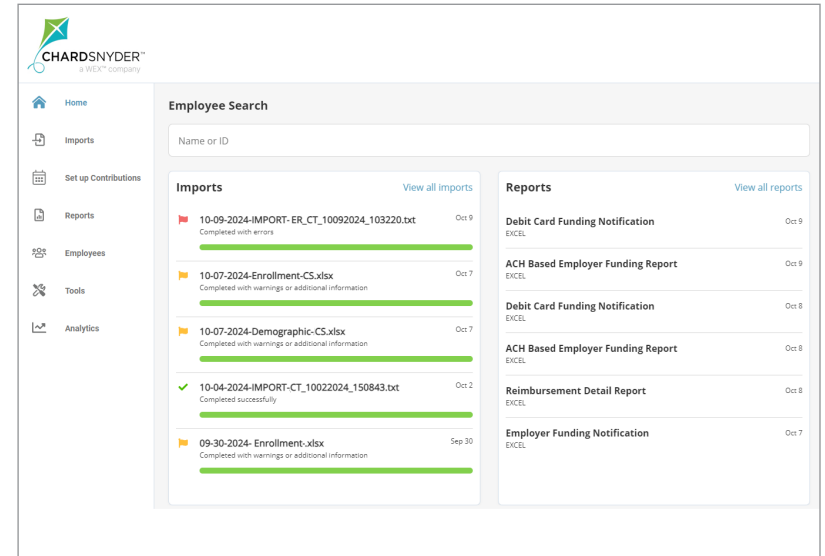 CHARDSNYDER™
a WEX™ company
Home
Imports
Set up Contributions
Reports
Employees
Tools
Analytics
Employee Search
Name or ID
Imports
View all imports
10-09-2024-IMPORT-ER_CT_10092024_103220.txt
Oct 9
Completed with errors
10-07-2024-Enrollment-CS.xlsx
Oct 7
Completed with warnings or additional information
10-07-2024-Demographic-CS.xlsx
Oct 7
Completed with warnings or additional information
10-04-2024-IMPORT-CT_10022024_150843.txt
Oct 2
Completed successfully
09-30-2024- Enrollment-.xlsx
Sep 30
Completed with warnings or additional information
Reports
View all reports
Debit Card Funding Notification
Oct 9
EXCEL
ACH Based Employer Funding Report
Oct 9
EXCEL
Debit Card Funding Notification
Oct 8
EXCEL
ACH Based Employer Funding Report
Oct 8
EXCEL
Reimbursement Detail Report
Oct 8
EXCEL
Employer Funding Notification
Oct 7
EXCEL